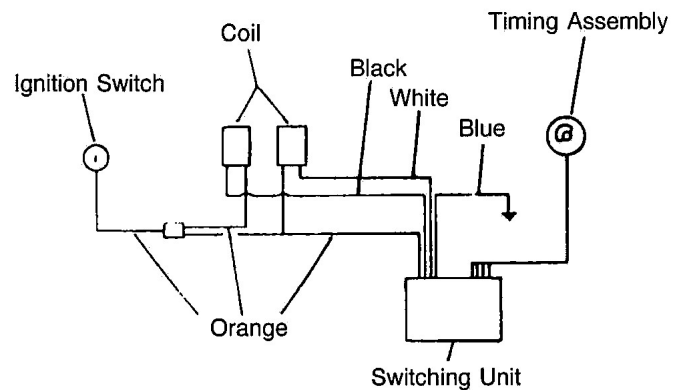 Timing Assembly
Coil
Black
Ignition Switch
White
Blue
Orange
Switching Unit